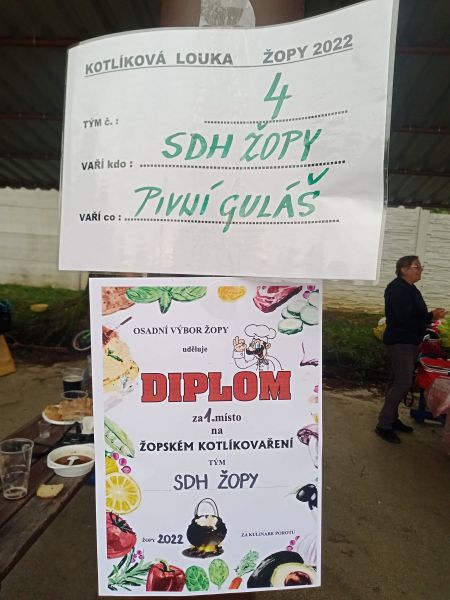 KOTLÍKOVÁ LOUKA ŽOPY 2022
TÝM č. : 4
VAŘÍ kdo : SDH ŽOPY
VAŘÍ co : PIVNÍ GULÁŠ
OSADNÍ VÝBOR ŽOPY
uděluje
DIPLOM
za 1. místo
na
ŽOPSKÉM KOTLÍKOVAŘENÍ
TÝM
SDH ŽOPY
ŽOPY 2022 ZA KULINÁRE POROTU